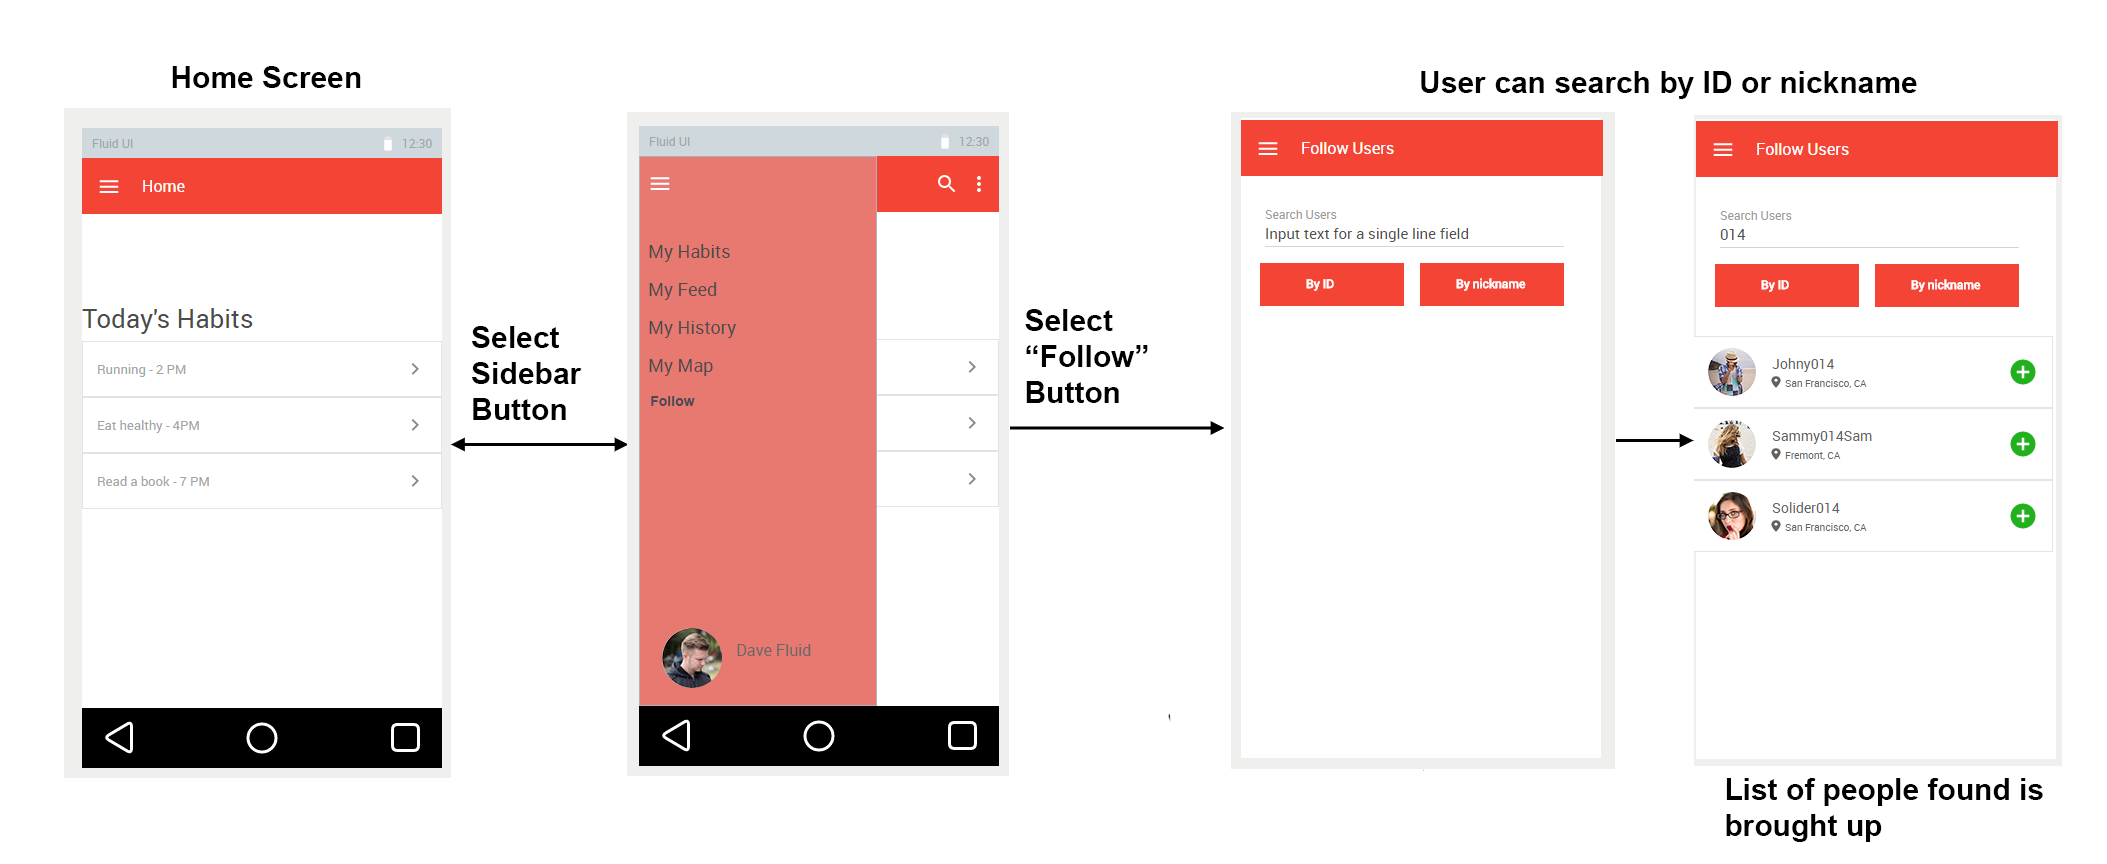 Home Screen
Fluid UI 12:30
Home
Today's Habits
Running - 2 PM
Eat healthy - 4PM
Read a book - 7 PM
Select
Sidebar
Button
Fluid UI 12:30
My Habits
My Feed
My History
My Map
Follow
Dave Fluid
Select
“Follow”
Button
User can search by ID or nickname
Follow Users
Search Users
Input text for a single line field
By ID By nickname
Follow Users
Search Users
014
By ID By nickname
Johny014
San Francisco, CA
Sammy014Sam
Fremont, CA
Solider014
San Francisco, CA
List of people found is
brought up